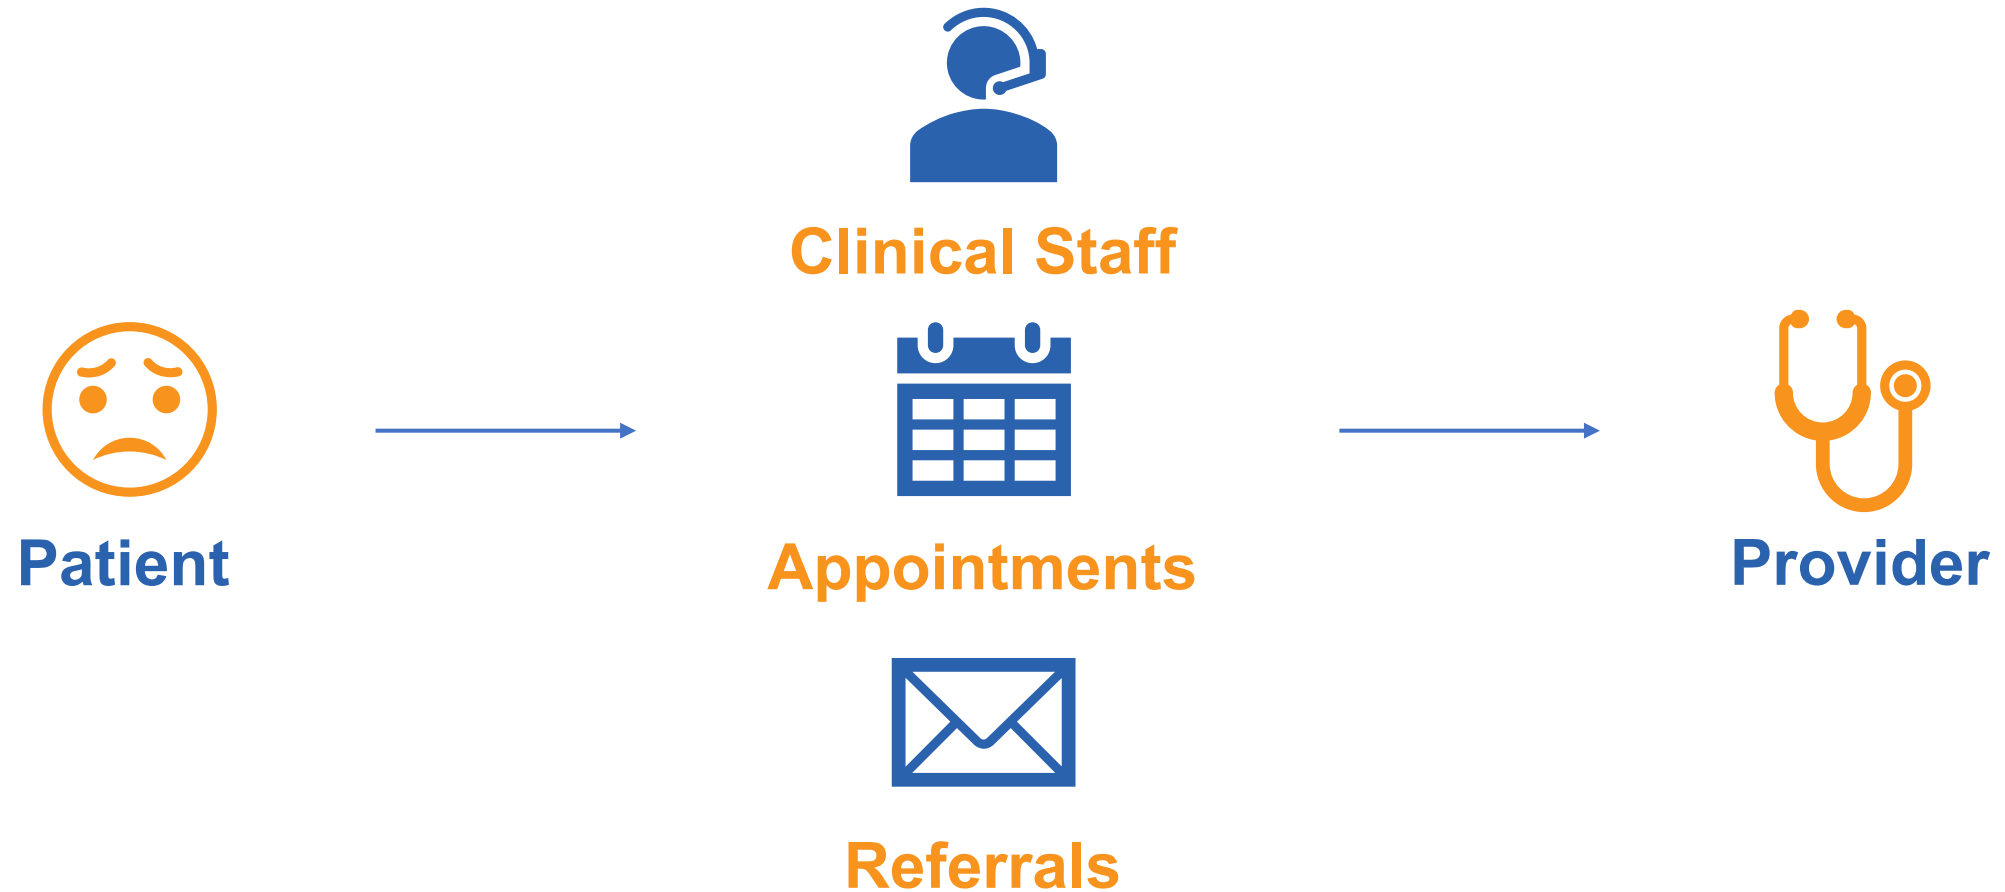 Clinical Staff
Patient
Appointments
Provider
Referrals